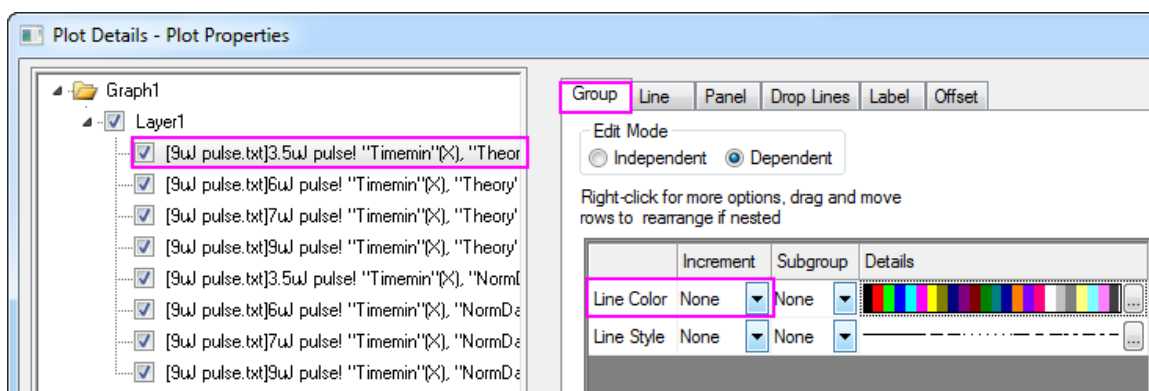 Plot Details - Plot Properties
Graph1
Layer1
[9uJ pulse.txt]3.5uJ pulse! "Timemin"(X), "Theor
[9uJ pulse.txt]6uJ pulse! "Timemin"(X), "Theory"
[9uJ pulse.txt]7uJ pulse! "Timemin"(X), "Theory"
[9uJ pulse.txt]9uJ pulse! "Timemin"(X), "Theory"
[9uJ pulse.txt]3.5uJ pulse! "Timemin"(X), "Norm
[9uJ pulse.txt]6uJ pulse! "Timemin"(X), "NormDa
[9uJ pulse.txt]7uJ pulse! "Timemin"(X), "NormDa
[9uJ pulse.txt]9uJ pulse! "Timemin"(X), "NormDa
Group Line Panel Drop Lines Label Offset
Edit Mode
Independent Dependent
Right-click for more options, drag and move
rows to rearrange if nested
Increment Subgroup Details
Line Color None None ...
Line Style None None ...